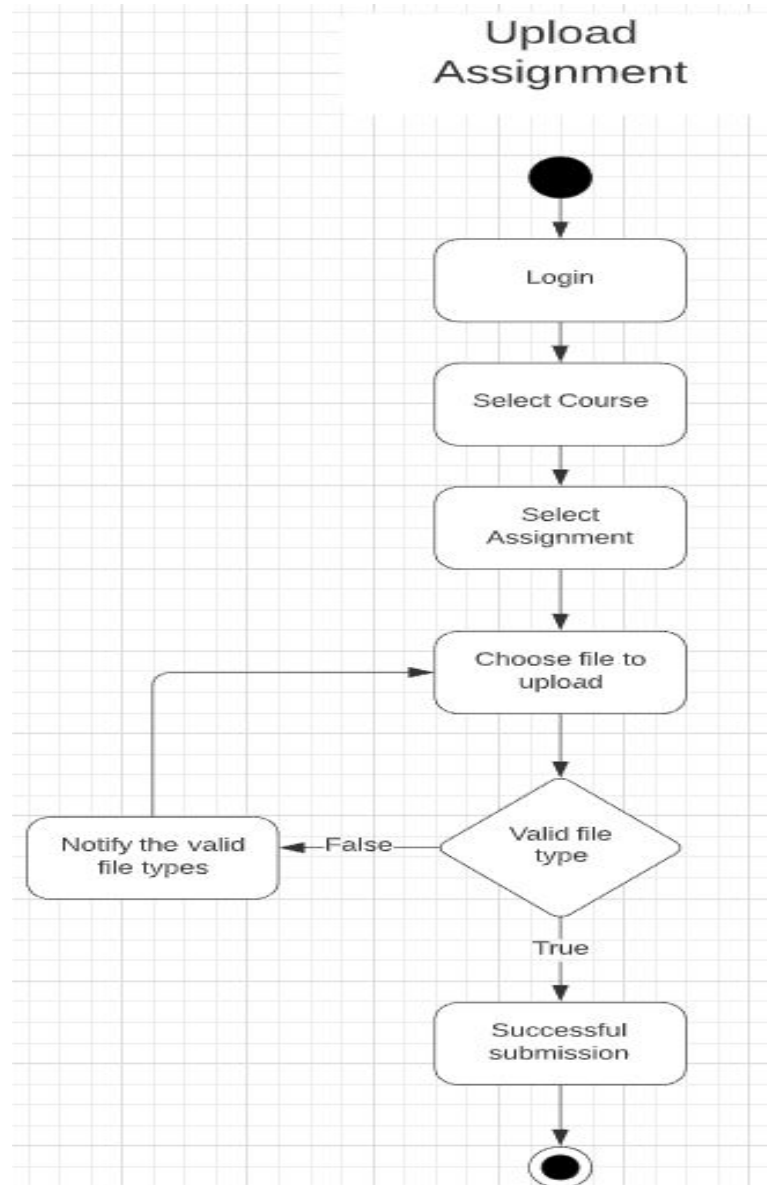 Upload
Assignment
Login
Select Course
Select
Assignment
Choose file to
upload
Valid file
type
False
Notify the valid
file types
True
Successful
submission